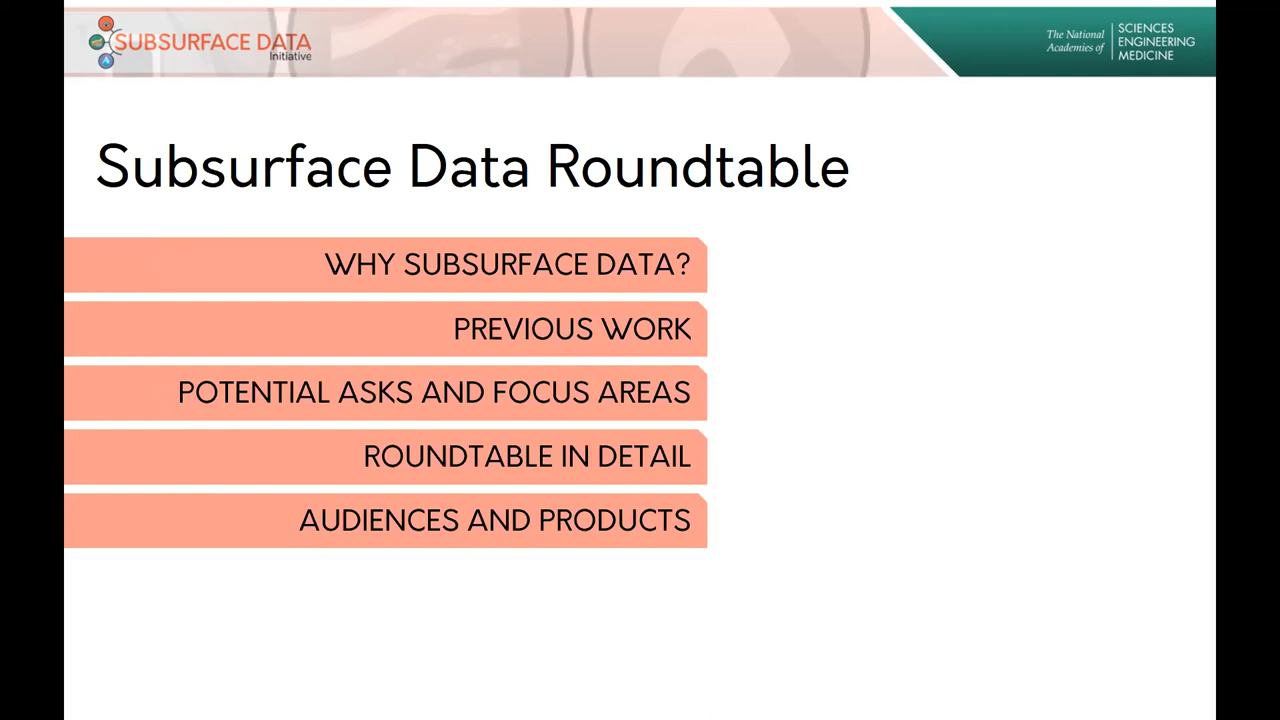 SUBSURFACE DATA
Initiative
The National
Academies of
SCIENCES
ENGINEERING
MEDICINE
Subsurface Data Roundtable
WHY SUBSURFACE DATA?
PREVIOUS WORK
POTENTIAL ASKS AND FOCUS AREAS
ROUNDTABLE IN DETAIL
AUDIENCES AND PRODUCTS